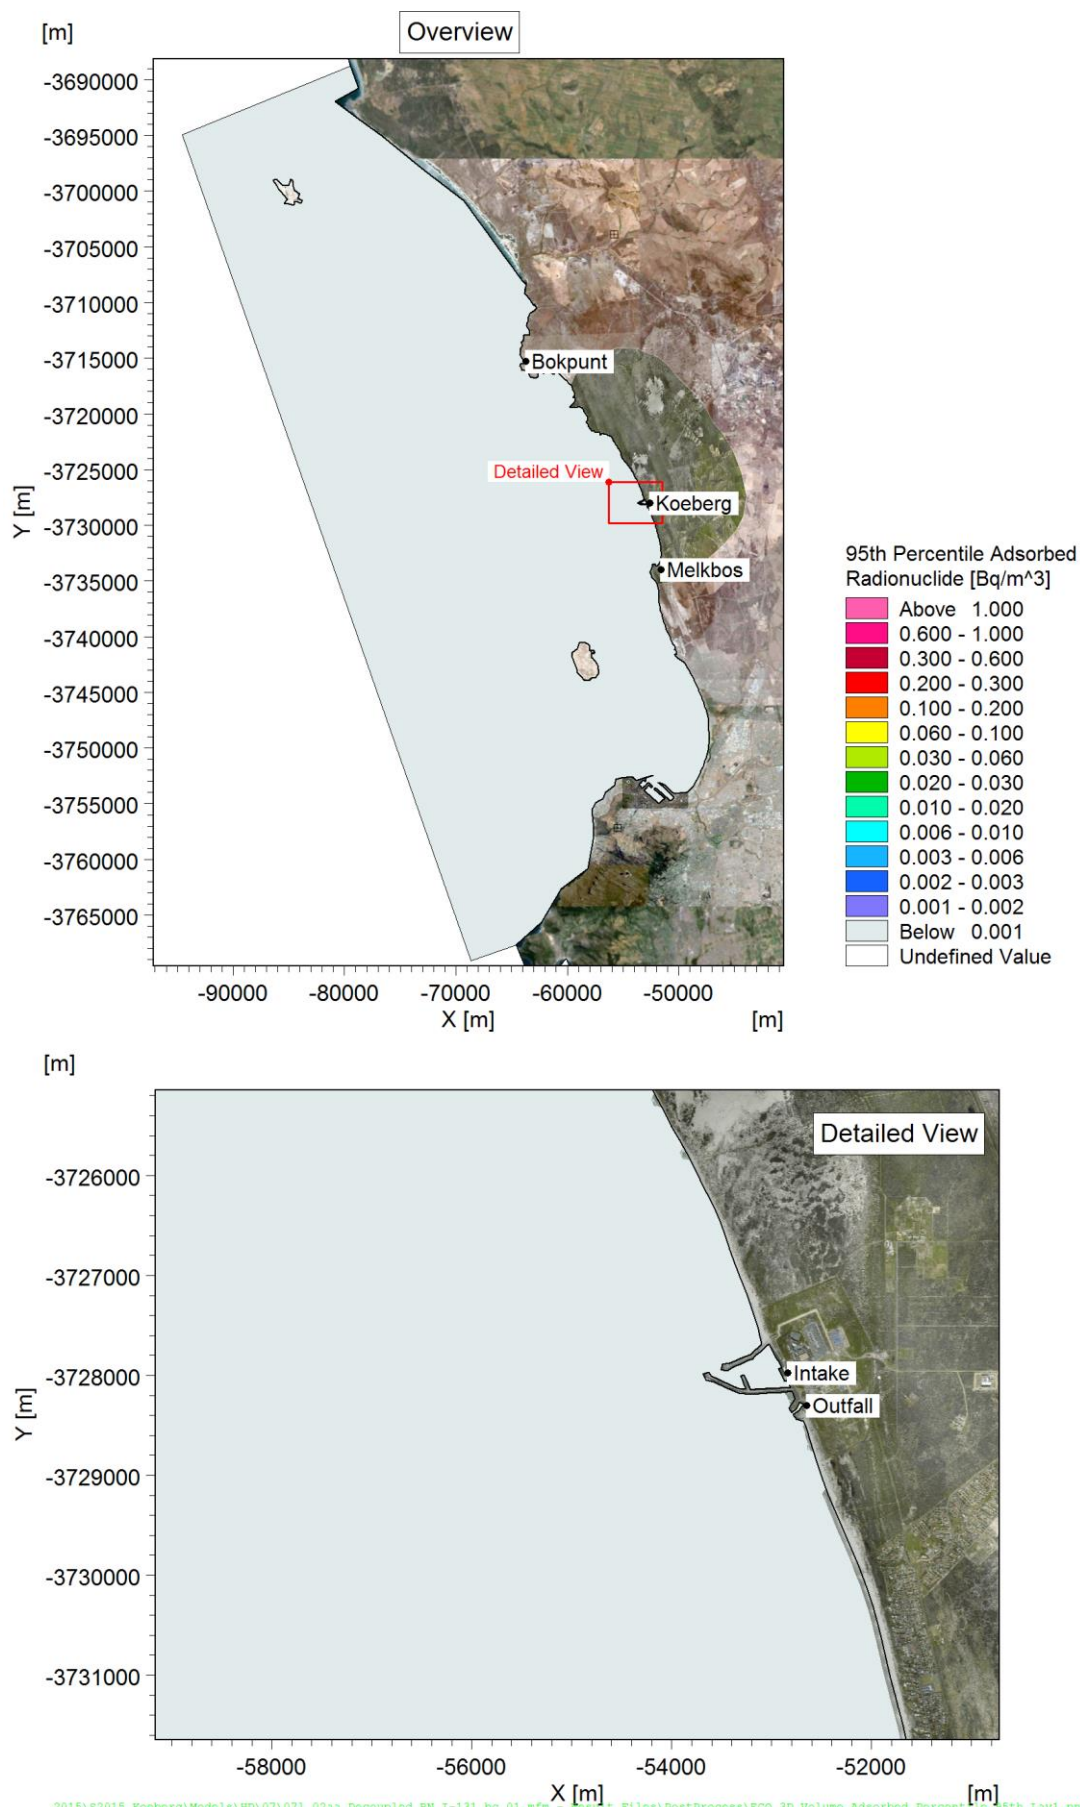 [m]
Overview
-3690000
-3695000
-3700000
-3705000
-3710000
-3715000
-3720000
-3725000
-3730000
-3735000
-3740000
-3745000
-3750000
-3755000
-3760000
-3765000
Y [m]
Bokpunt
Detailed View
Koeberg
Melkbos
-90000 -80000 -70000 -60000 -50000
X [m] [m]
95th Percentile Adsorbed
Radionuclide [Bq/m^3]
Above 1.000
0.600 - 1.000
0.300 - 0.600
0.200 - 0.300
0.100 - 0.200
0.060 - 0.100
0.030 - 0.060
0.020 - 0.030
0.010 - 0.020
0.006 - 0.010
0.003 - 0.006
0.002 - 0.003
0.001 - 0.002
Below 0.001
Undefined Value
[m]
Detailed View
-3726000
-3727000
-3728000
-3729000
-3730000
-3731000
Y [m]
Intake
Outfall
-58000 -56000 -54000 -52000
X [m] [m]